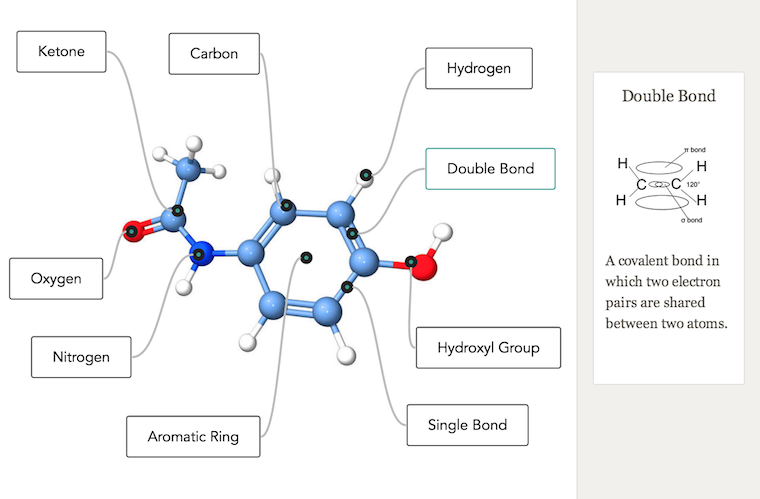 Ketone
Carbon
Hydrogen
Double Bond
Oxygen
Nitrogen
Hydroxyl Group
Aromatic Ring
Single Bond
Double Bond
π bond
H
H
C
C
120°
H
H
σ bond
A covalent bond in
which two electron
pairs are shared
between two atoms.